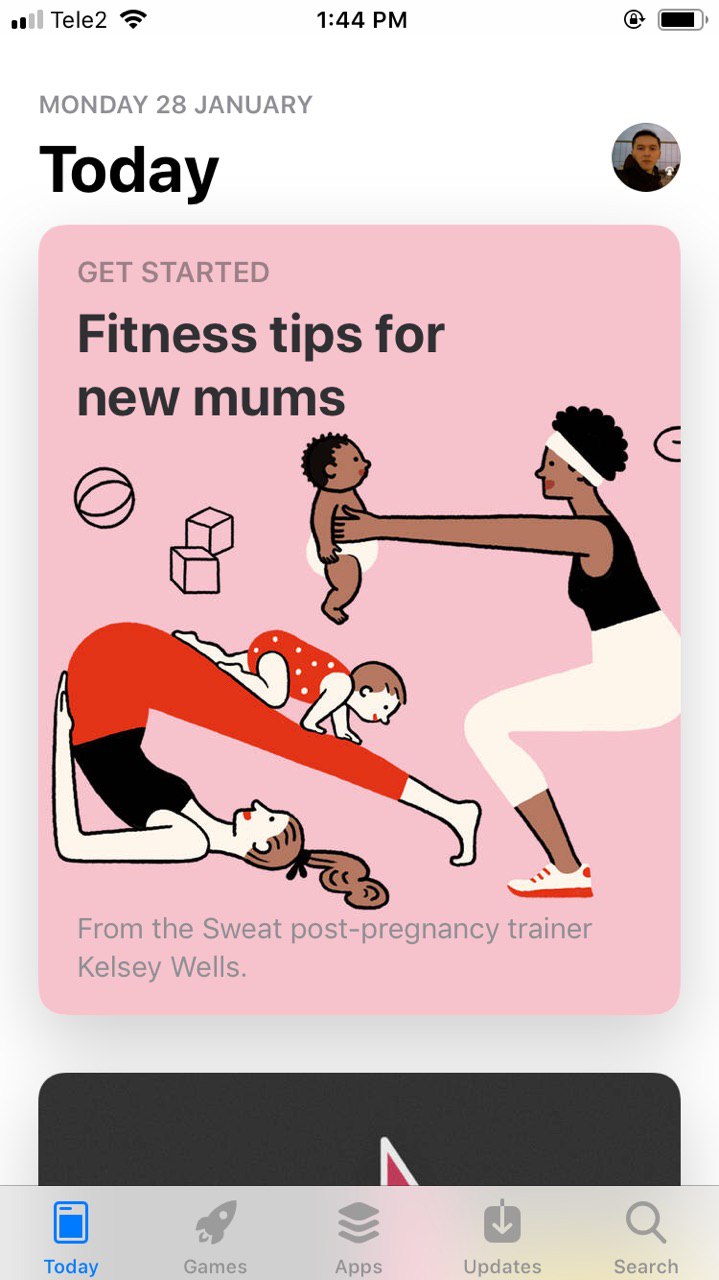 Tele2 1:44 PM
MONDAY 28 JANUARY
Today
GET STARTED
Fitness tips for
new mums
From the Sweat post-pregnancy trainer
Kelsey Wells.
Today Games Apps Updates Search